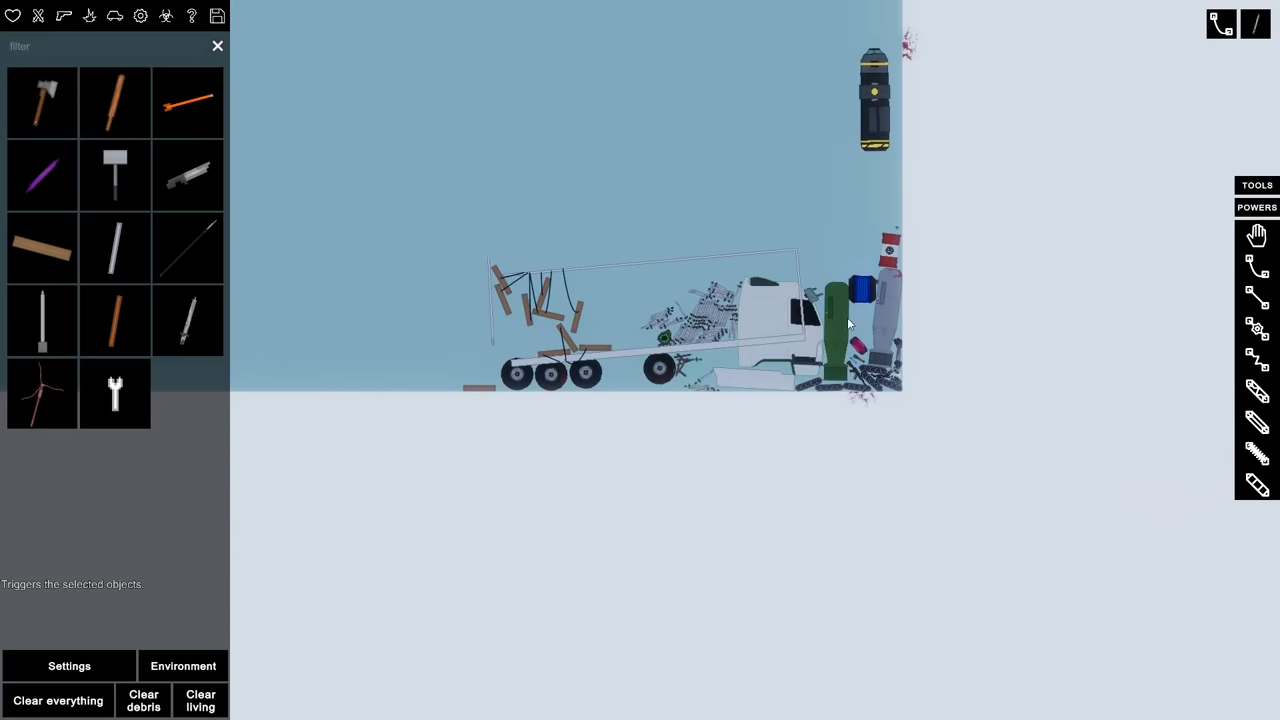 filter
TOOLS
POWERS
Triggers the selected objects.
Settings
Environment
Clear everything
Clear
debris
Clear
living